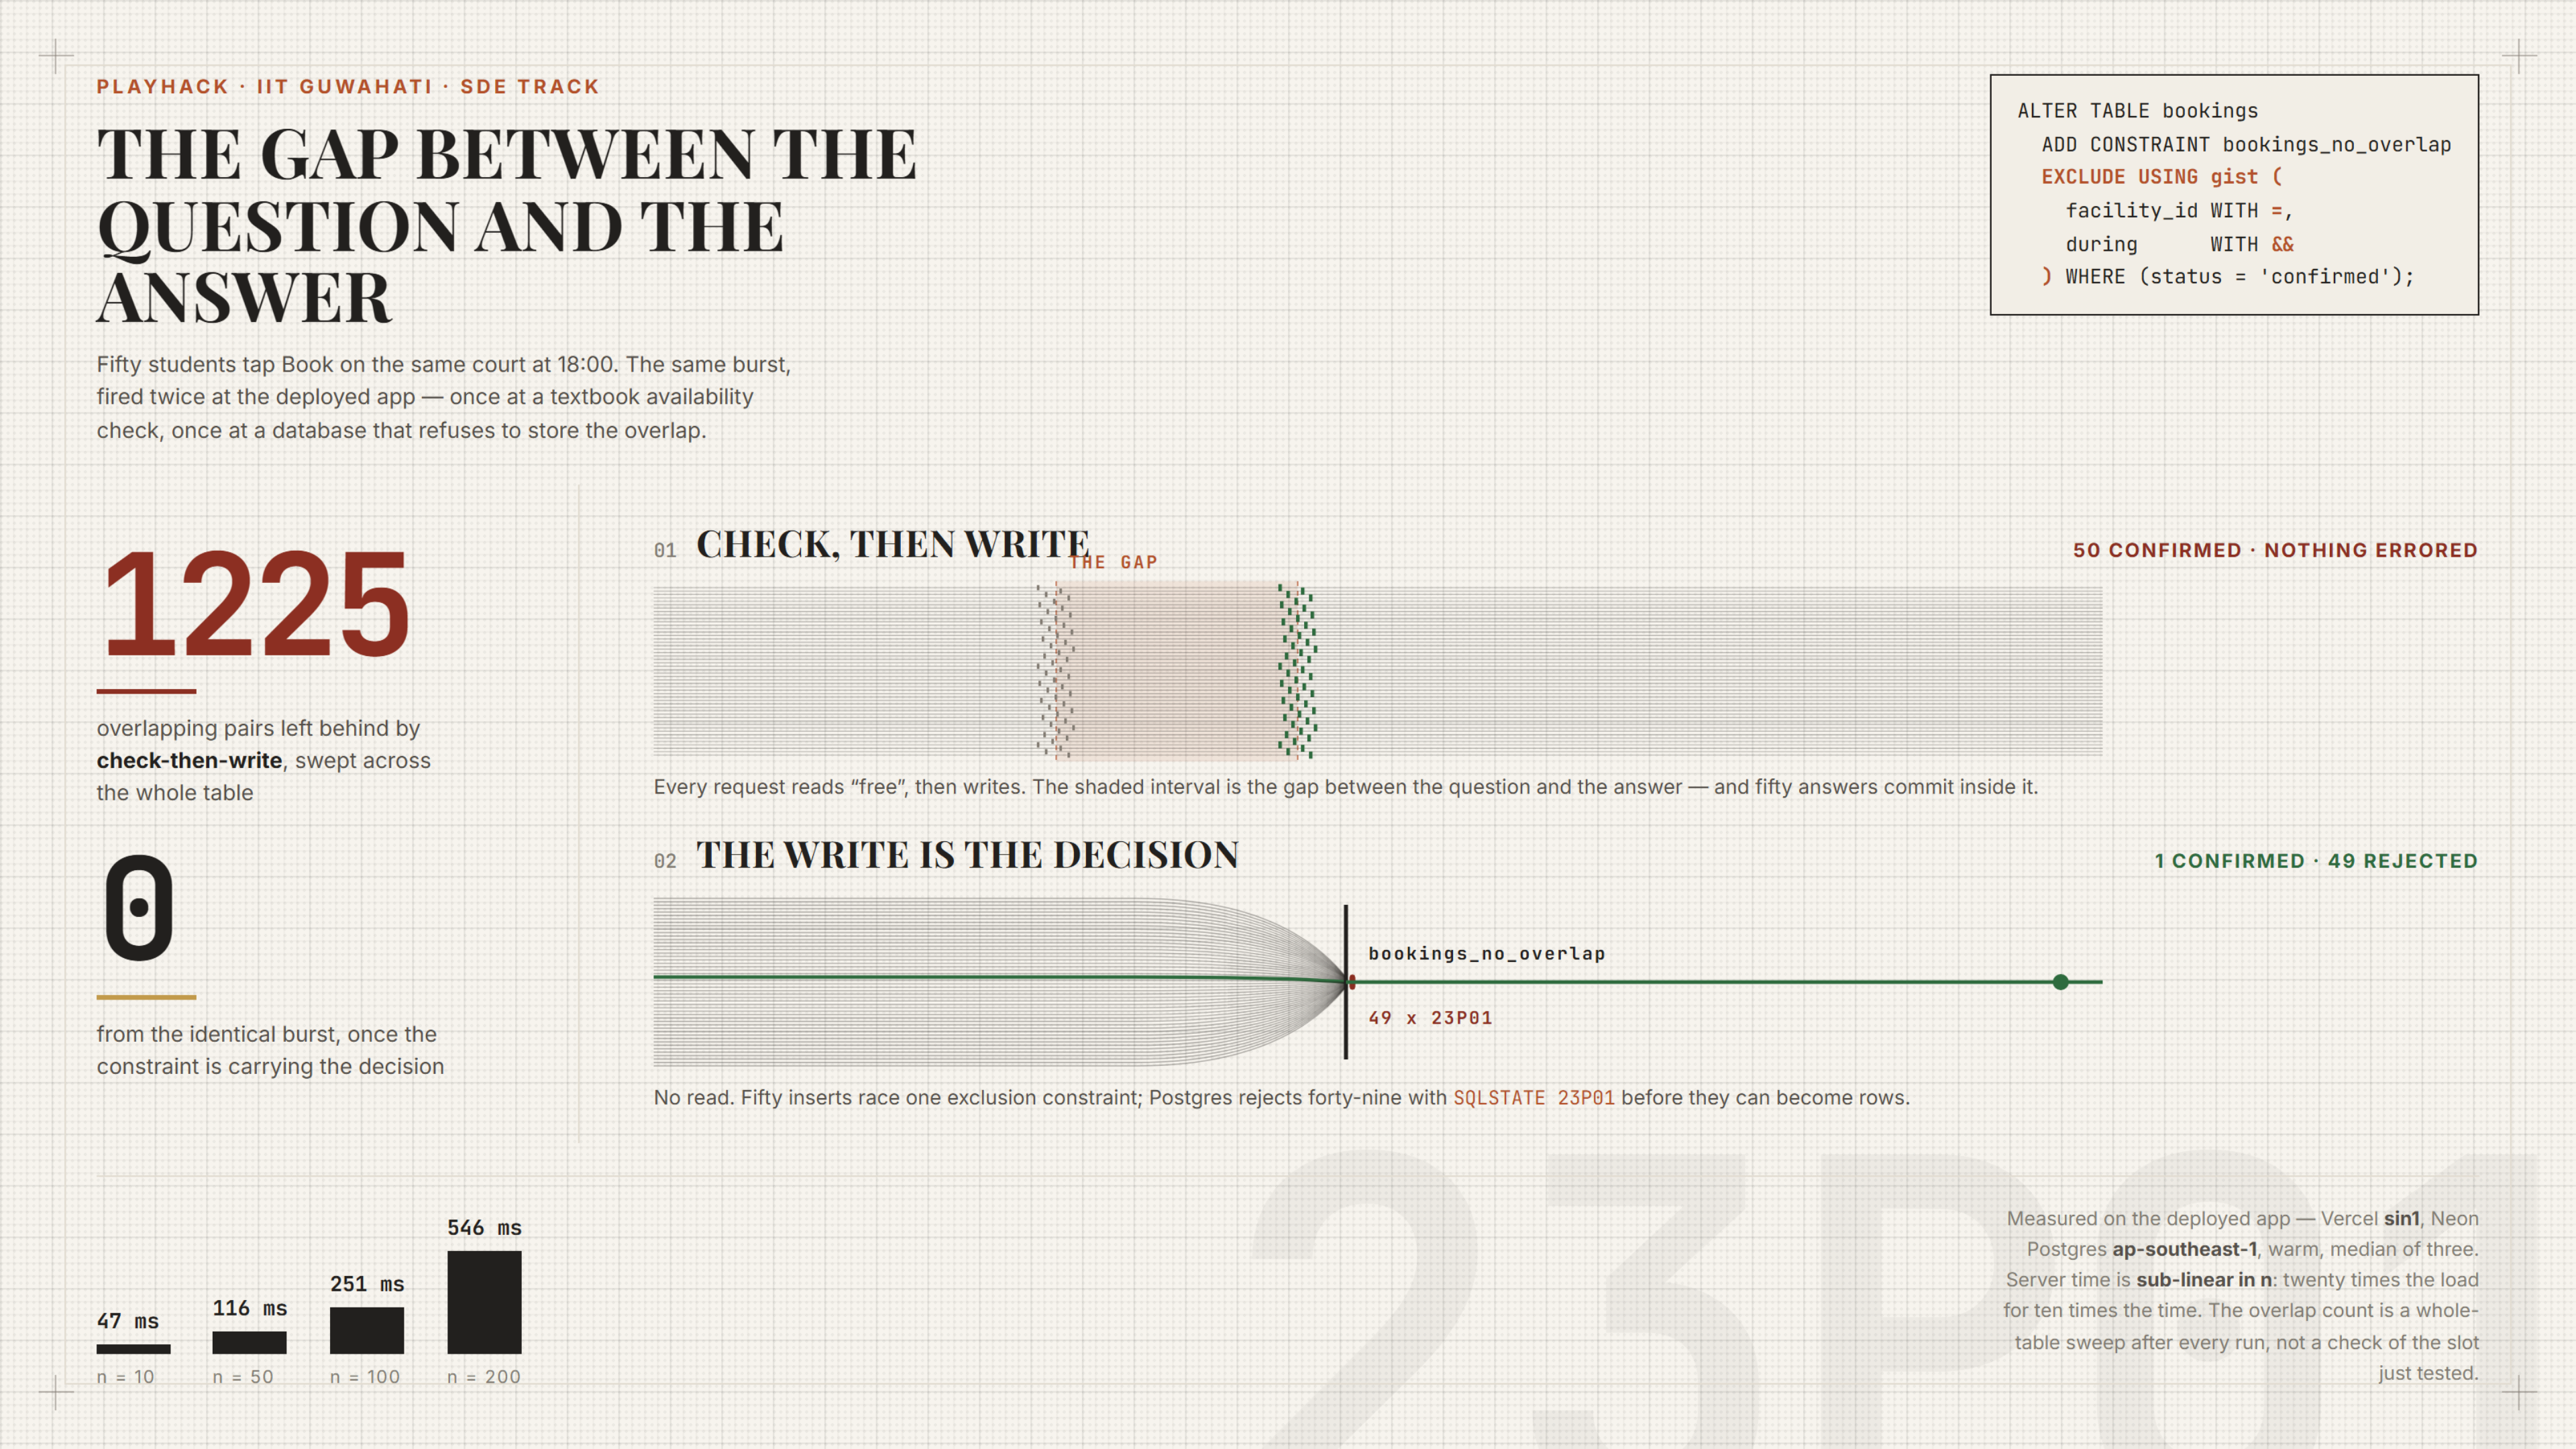 PLAYHACK · IIT GUWAHATI · SDE TRACK
THE GAP BETWEEN THE
QUESTION AND THE
ANSWER
Fifty students tap Book on the same court at 18:00. The same burst,
fired twice at the deployed app — once at a textbook availability
check, once at a database that refuses to store the overlap.
ALTER TABLE bookings
ADD CONSTRAINT bookings_no_overlap
EXCLUDE USING gist (
facility_id WITH =,
during WITH &&
) WHERE (status = 'confirmed');
1225
overlapping pairs left behind by
check-then-write, swept across
the whole table
0
from the identical burst, once the
constraint is carrying the decision
01 CHECK, THEN WRITE
50 CONFIRMED · NOTHING ERRORED
THE GAP
Every request reads “free”, then writes. The shaded interval is the gap between the question and the answer — and fifty answers commit inside it.
02 THE WRITE IS THE DECISION
1 CONFIRMED · 49 REJECTED
bookings_no_overlap
49 x 23P01
No read. Fifty inserts race one exclusion constraint; Postgres rejects forty-nine with SQLSTATE 23P01 before they can become rows.
47 ms
116 ms
251 ms
546 ms
n = 10
n = 50
n = 100
n = 200
23P01
Measured on the deployed app — Vercel sin1, Neon
Postgres ap-southeast-1, warm, median of three.
Server time is sub-linear in n: twenty times the load
for ten times the time. The overlap count is a whole-
table sweep after every run, not a check of the slot
just tested.